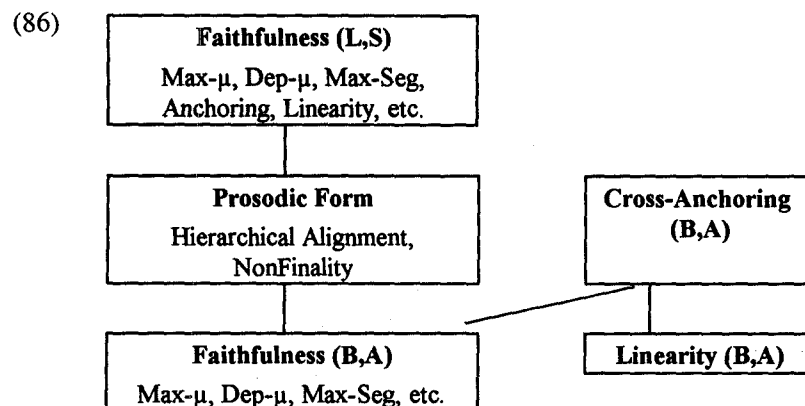 (86)
Faithfulness (L,S)
Max-μ, Dep-μ, Max-Seg,
Anchoring, Linearity, etc.
Prosodic Form
Hierarchical Alignment,
NonFinality
Cross-Anchoring
(B,A)
Faithfulness (B,A)
Max-μ, Dep-μ, Max-Seg, etc.
Linearity (B,A)